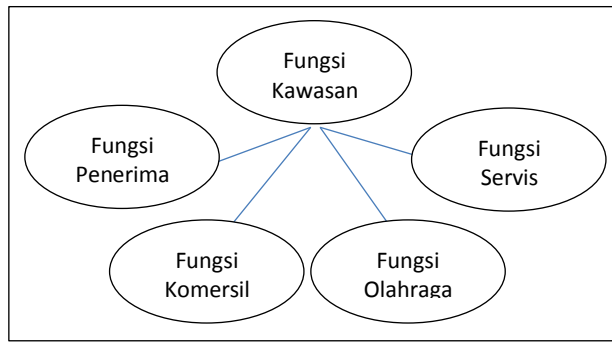 Fungsi
Kawasan
Fungsi
Penerima
Fungsi
Servis
Fungsi
Komersil
Fungsi
Olahraga